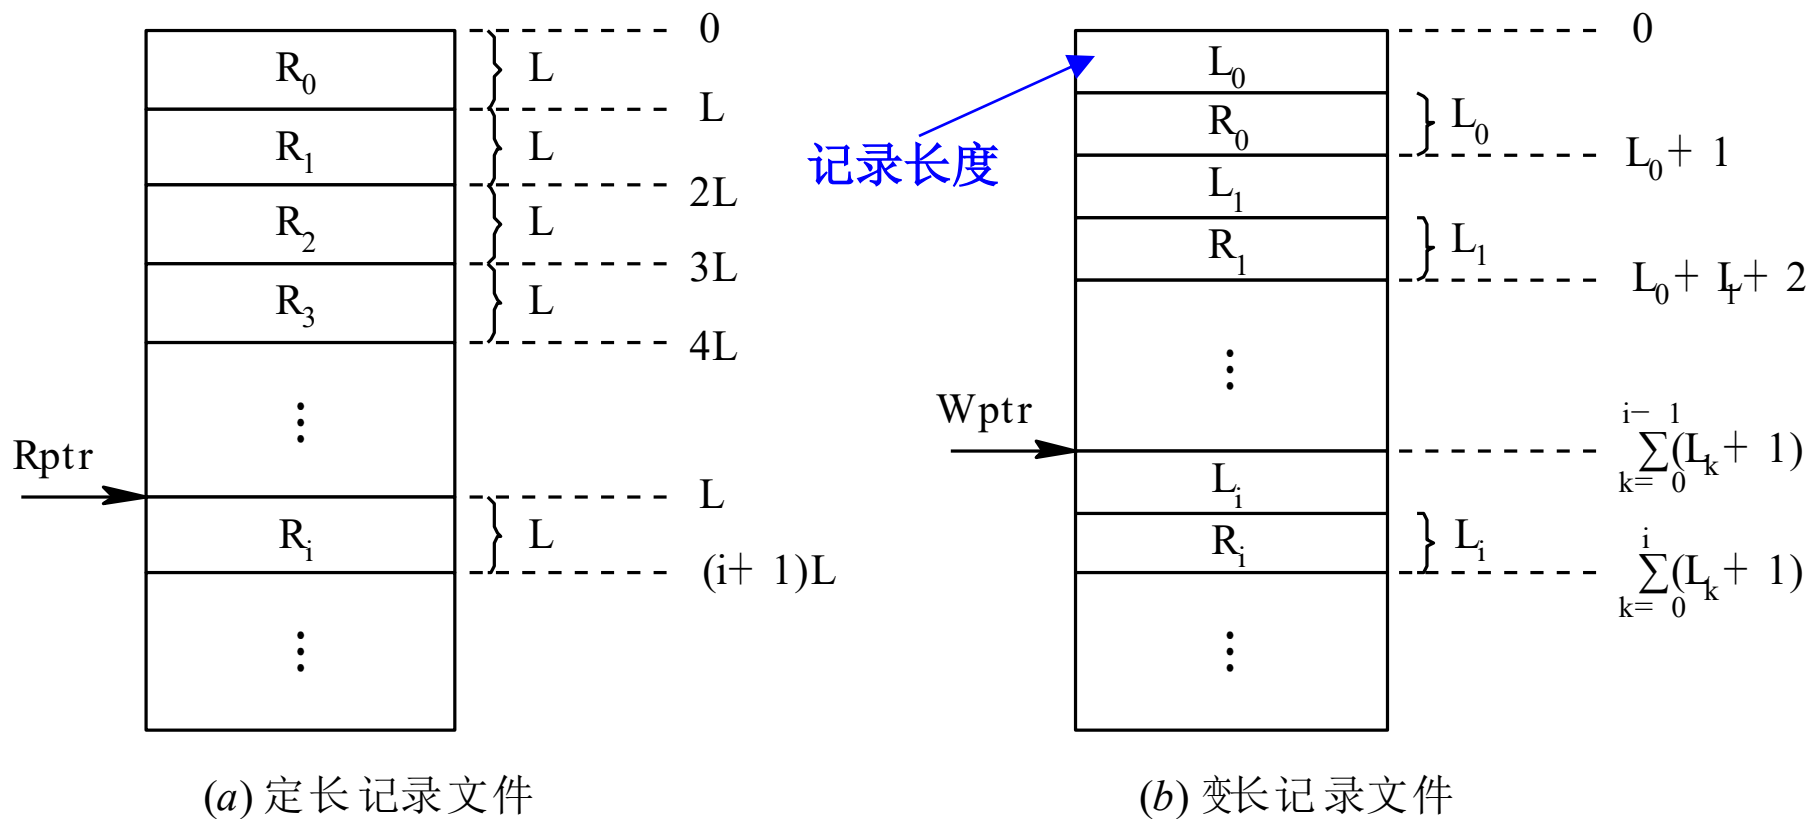 0
R₀ } L
L
R₁ } L
2L
R₂ } L
3L
R₃ } L
4L
⋮
Rptr
L
Rᵢ } L
(i+ 1)L
⋮
(a) 定长记录文件
0
L₀
记录长度
R₀ } L₀
L₀+ 1
L₁
R₁ } L₁
L₀+ L₁+ 2
⋮
Wptr
i− 1
∑(Lₖ+ 1)
k= 0
Lᵢ
Rᵢ } Lᵢ
i
∑(Lₖ+ 1)
k= 0
⋮
(b) 变长记录文件